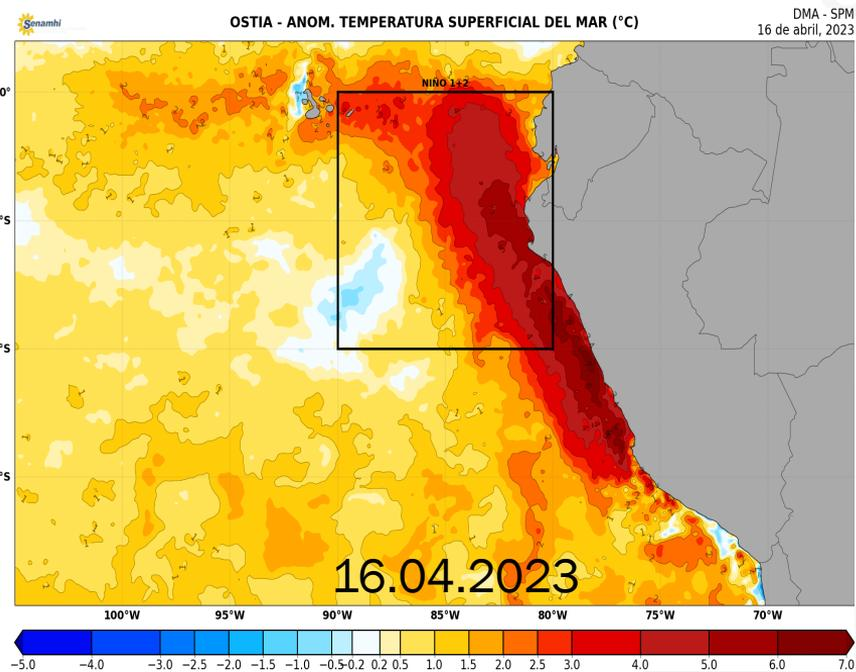 Senamhi
OSTIA - ANOM. TEMPERATURA SUPERFICIAL DEL MAR (°C)
DMA - SPM
16 de abril, 2023
NIÑO 1+2
0°
°S
°S
°S
16.04.2023
100°W 95°W 90°W 85°W 80°W 75°W 70°W
−5.0 −4.0 −3.0 −2.5 −2.0 −1.5 −1.0 −0.5 −0.2 0.2 0.5 1.0 1.5 2.0 2.5 3.0 4.0 5.0 6.0 7.